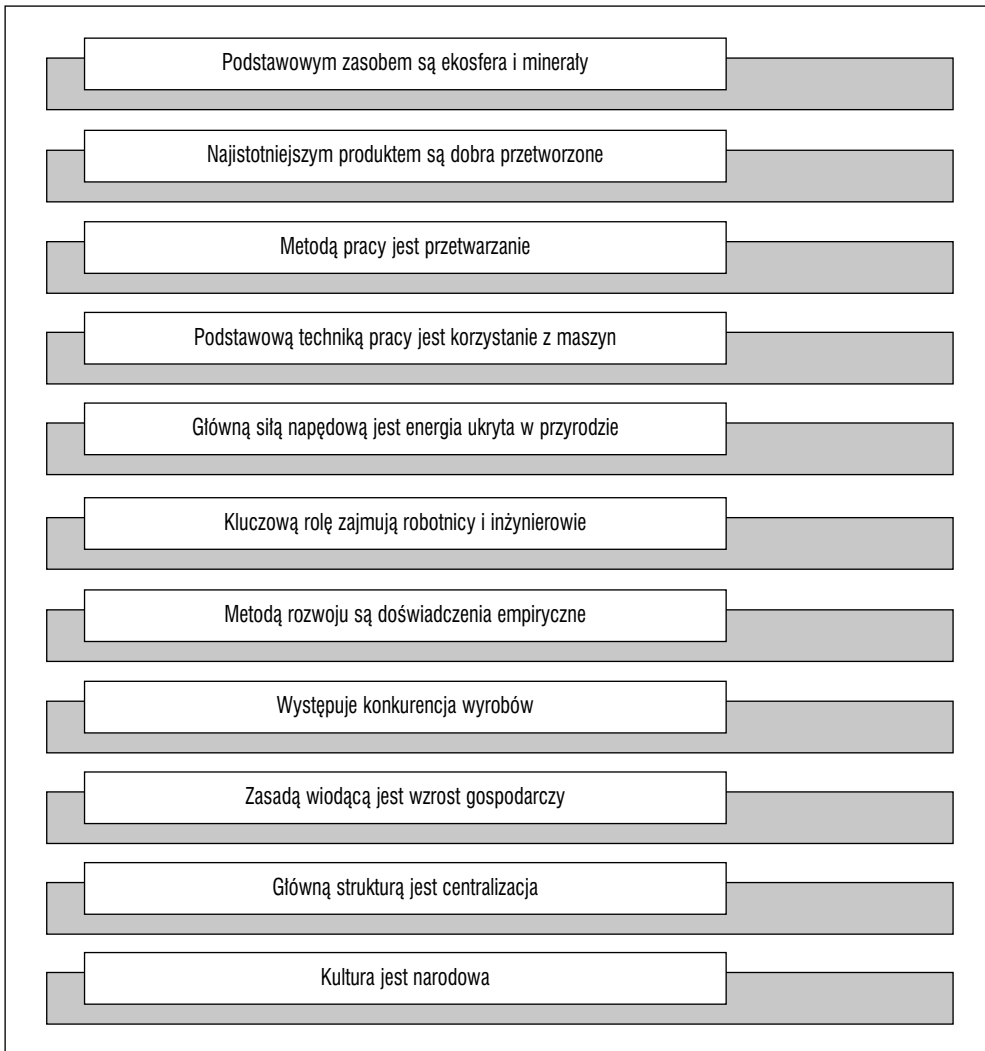 Podstawowym zasobem są ekosfera i minerały
Najistotniejszym produktem są dobra przetworzone
Metodą pracy jest przetwarzanie
Podstawową techniką pracy jest korzystanie z maszyn
Główną siłą napędową jest energia ukryta w przyrodzie
Kluczową rolę zajmują robotnicy i inżynierowie
Metodą rozwoju są doświadczenia empiryczne
Występuje konkurencja wyrobów
Zasadą wiodącą jest wzrost gospodarczy
Główną strukturą jest centralizacja
Kultura jest narodowa